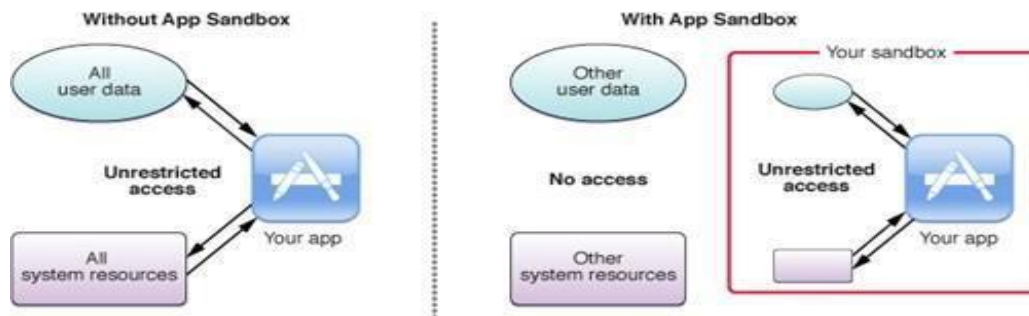 Without App Sandbox
All
user data
Unrestricted
access
Your app
All
system resources
With App Sandbox
Other
user data
No access
Other
system resources
Your sandbox
Unrestricted
access
Your app